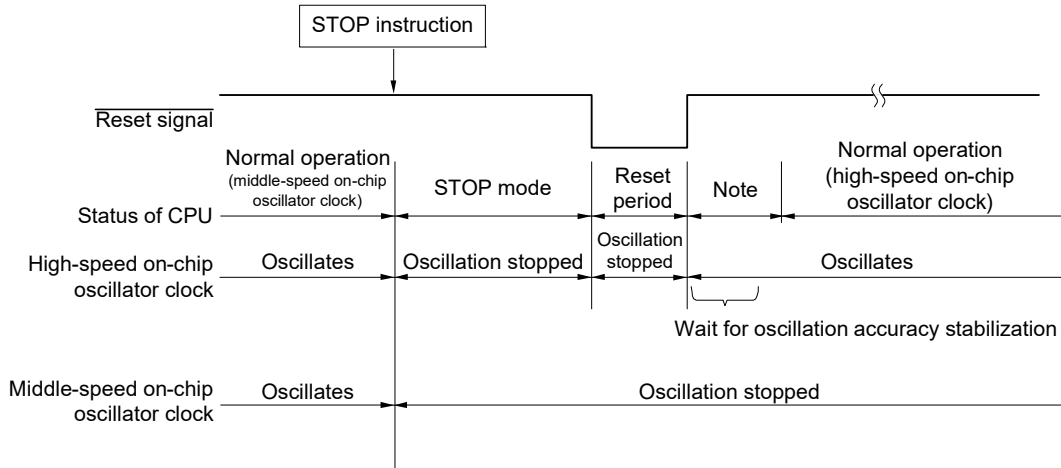 STOP instruction
Reset signal
Normal operation
(middle-speed on-chip
oscillator clock)
STOP mode
Reset
period
Note
Normal operation
(high-speed on-chip
oscillator clock)
Status of CPU
High-speed on-chip
oscillator clock
Oscillates
Oscillation stopped
Oscillation
stopped
Oscillates
Wait for oscillation accuracy stabilization
Middle-speed on-chip
oscillator clock
Oscillates
Oscillation stopped